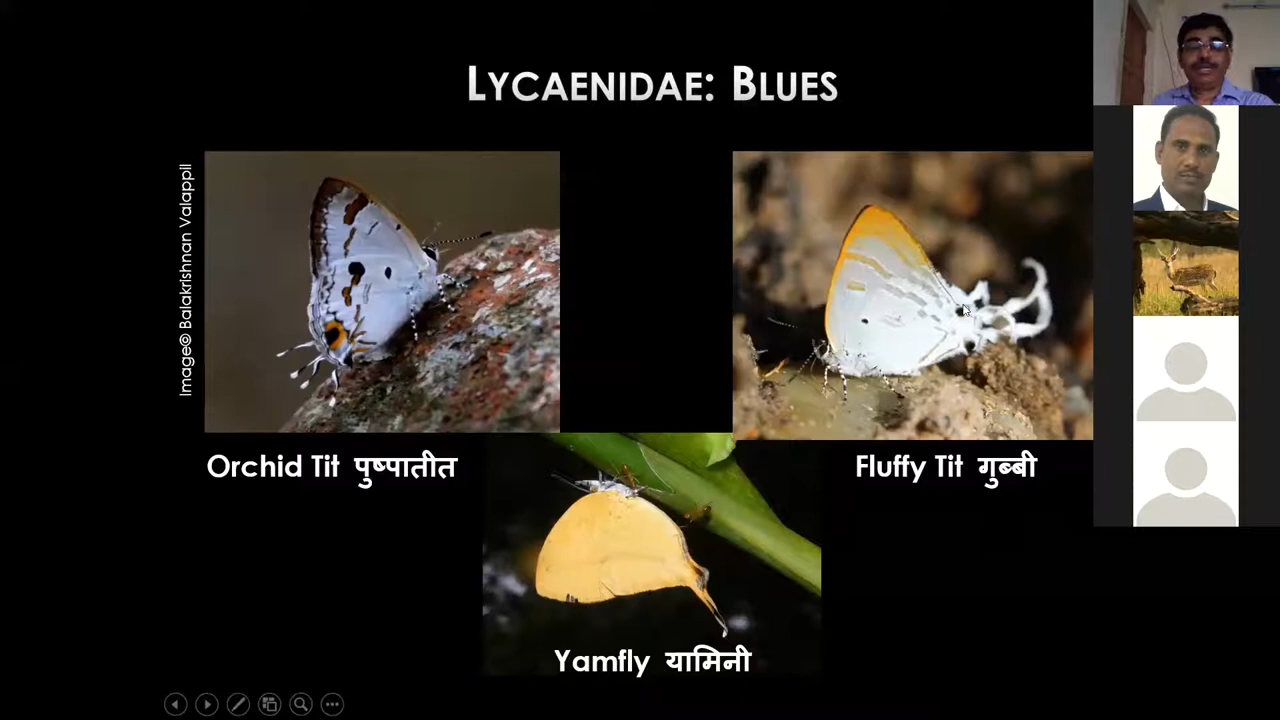 LYCAENIDAE: BLUES
Image©Balakrishnan Valappil
Orchid Tit पुष्पातीत
Fluffy Tit गुब्बी
Yamfly यामिनी